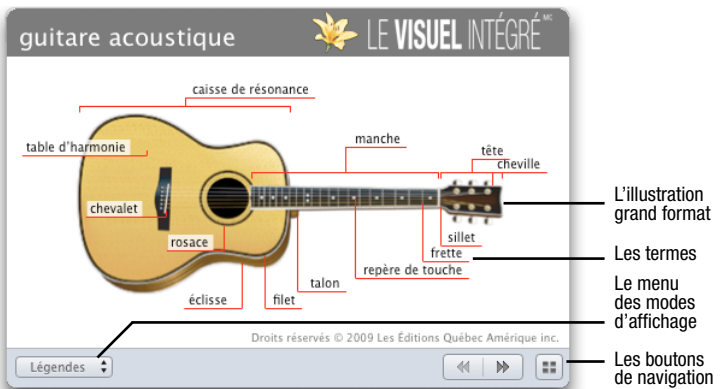 guitare acoustique
LE VISUEL INTÉGRÉ MC
caisse de résonance
manche
tête
cheville
table d'harmonie
chevalet
rosace
sillet
frette
repère de touche
talon
éclisse
filet
L'illustration
grand format
Les termes
Le menu
des modes
d'affichage
Droits réservés © 2009 Les Éditions Québec Amérique inc.
Légendes
Les boutons
de navigation